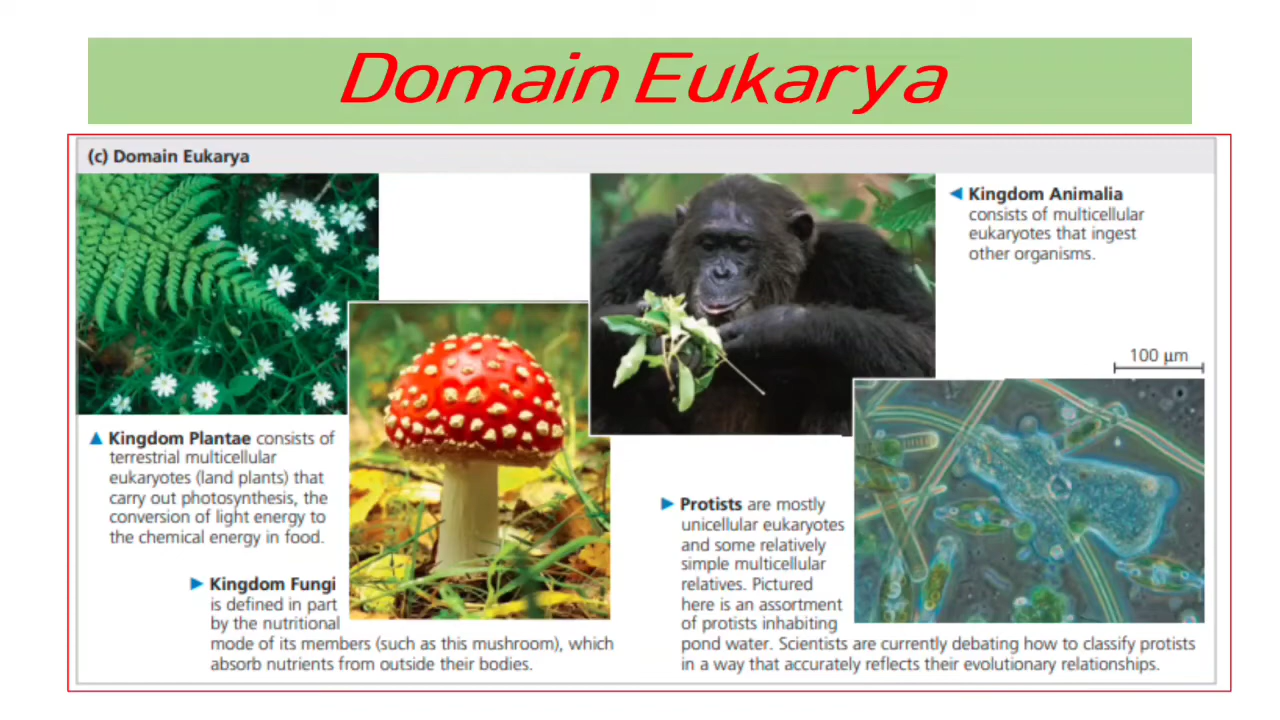 Domain Eukarya
(c) Domain Eukarya
Kingdom Animalia
consists of multicellular
eukaryotes that ingest
other organisms.
100 µm
Kingdom Plantae consists of
terrestrial multicellular
eukaryotes (land plants) that
carry out photosynthesis, the
conversion of light energy to
the chemical energy in food.
Kingdom Fungi
is defined in part
by the nutritional
mode of its members (such as this mushroom), which
absorb nutrients from outside their bodies.
Protists are mostly
unicellular eukaryotes
and some relatively
simple multicellular
relatives. Pictured
here is an assortment
of protists inhabiting
pond water. Scientists are currently debating how to classify protists
in a way that accurately reflects their evolutionary relationships.